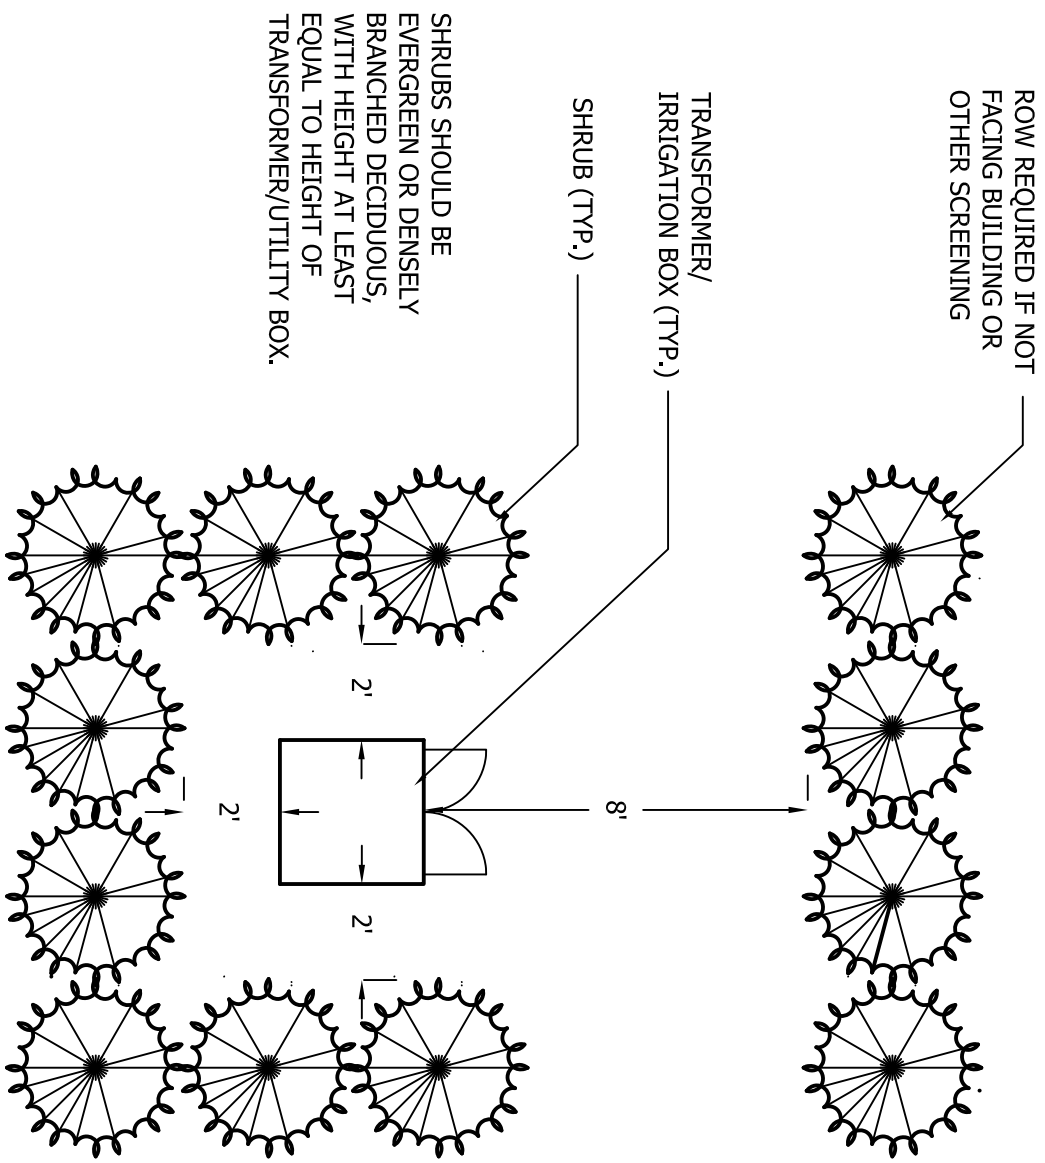 ROW REQUIRED IF NOT
FACING BUILDING OR
OTHER SCREENING
TRANSFORMER/
IRRIGATION BOX (TYP.)
SHRUB (TYP.)
SHRUBS SHOULD BE
EVERGREEN OR DENSELY
BRANCHED DECIDUOUS,
WITH HEIGHT AT LEAST
EQUAL TO HEIGHT OF
TRANSFORMER/UTILITY BOX.
8'
2'
2'
2'